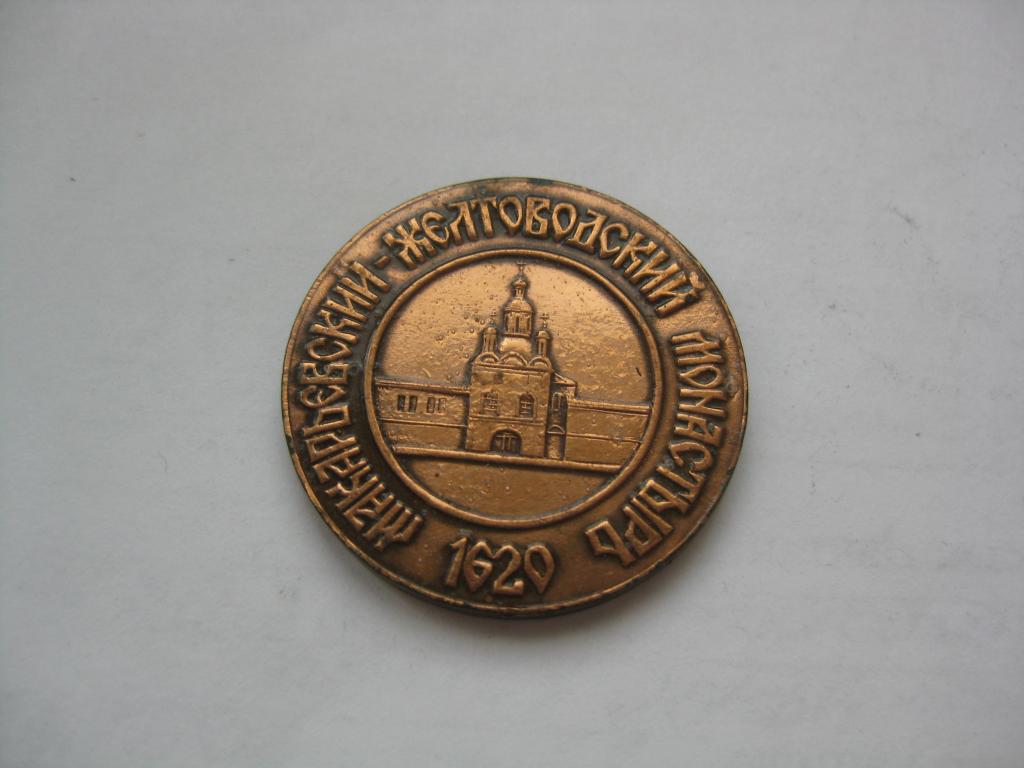 МАКАРЬЕВСКИЙ-ЖЕЛТОВОДСКИЙ МОНАСТЫРЬ
1620